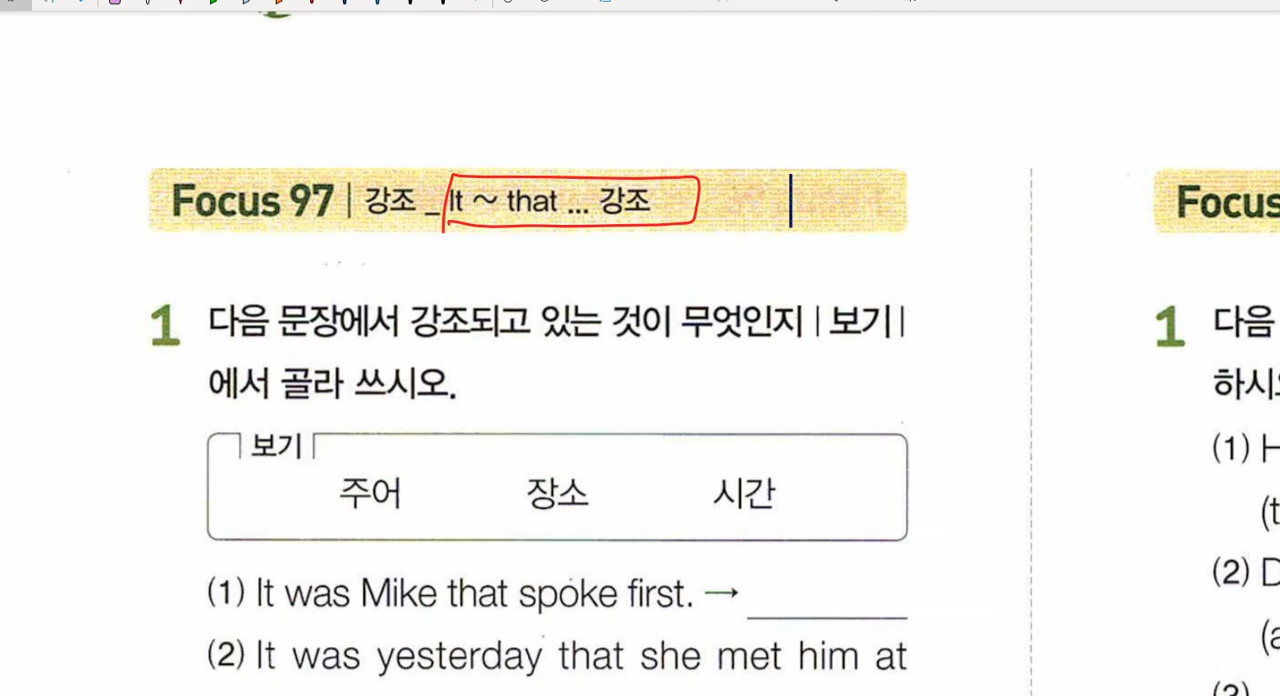 Focus 97 | 강조 _ It ~ that ... 강조
1 다음 문장에서 강조되고 있는 것이 무엇인지 | 보기 |
에서 골라 쓰시오.
보기
주어 장소 시간
(1) It was Mike that spoke first. →
(2) It was yesterday that she met him at
Focus
1 다음
하시오
(1) H
(t
(2) D
(a
(3)